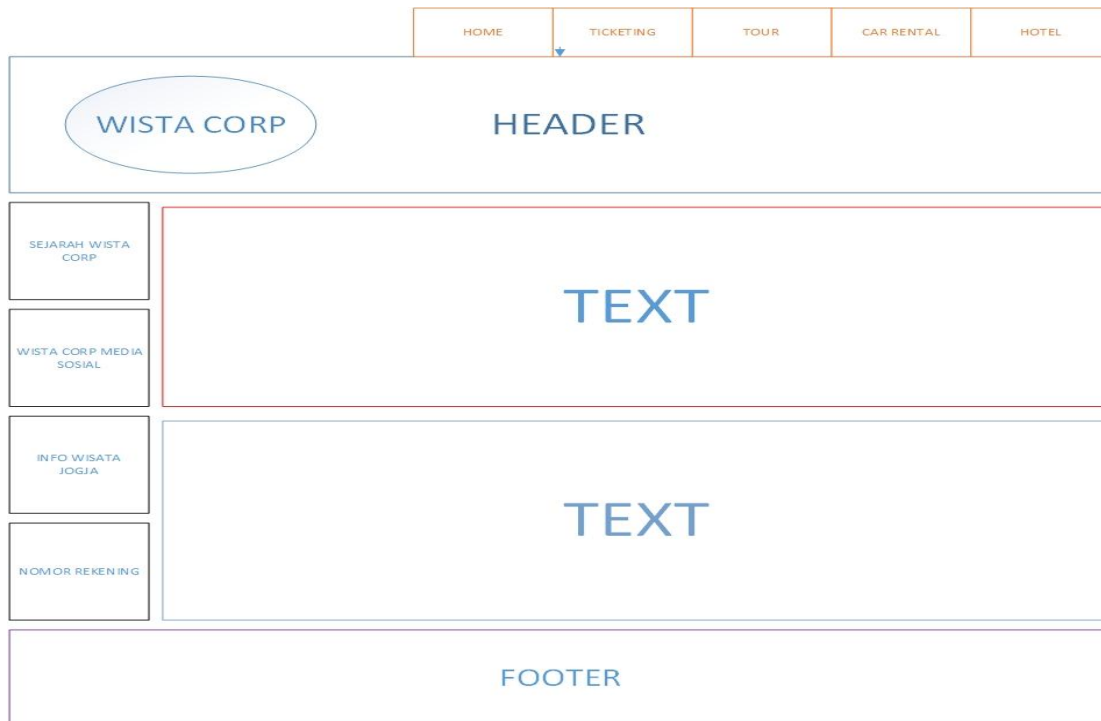 HOME
TICKETING
TOUR
CAR RENTAL
HOTEL
WISTA CORP
HEADER
SEJARAH WISTA
CORP
TEXT
WISTA CORP MEDIA
SOSIAL
INFO WISATA
JOGJA
TEXT
NOMOR REKENING
FOOTER